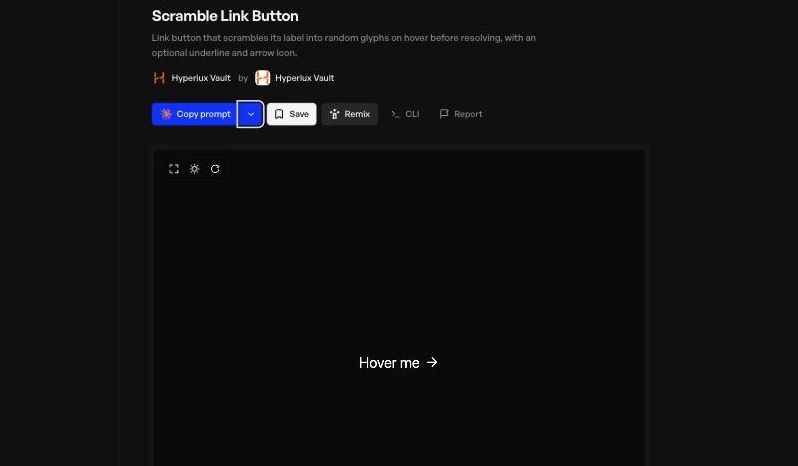 Scramble Link Button
Link button that scrambles its label into random glyphs on hover before resolving, with an
optional underline and arrow icon.
Hyperiux Vault by Hyperiux Vault
Copy prompt Save Remix CLI Report
Hover me →